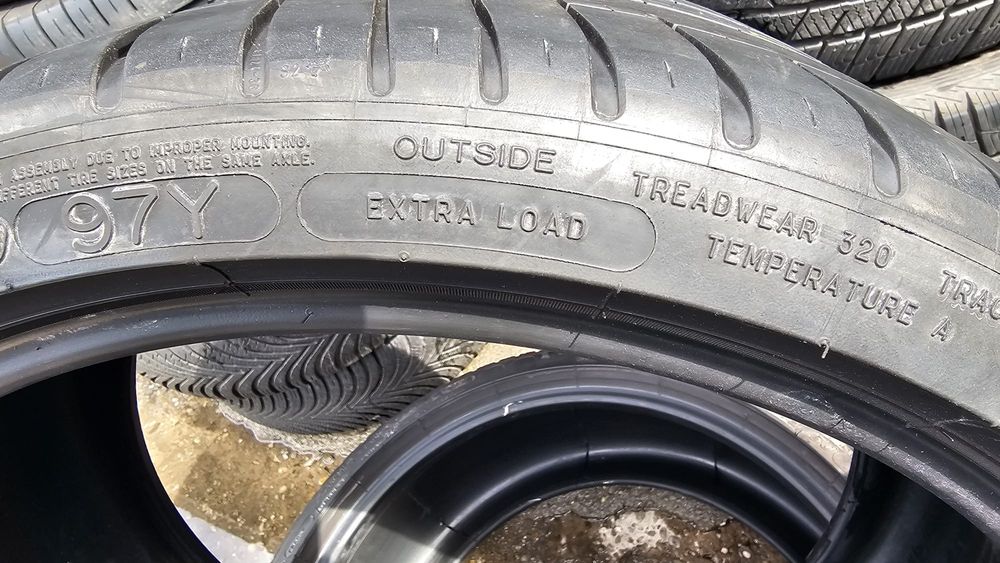 ASSEMBLY DUE TO IMPROPER MOUNTING.
DIFFERENT TIRE SIZES ON THE SAME AXLE.
97Y
OUTSIDE
EXTRA LOAD
TREADWEAR 320
TEMPERATURE A